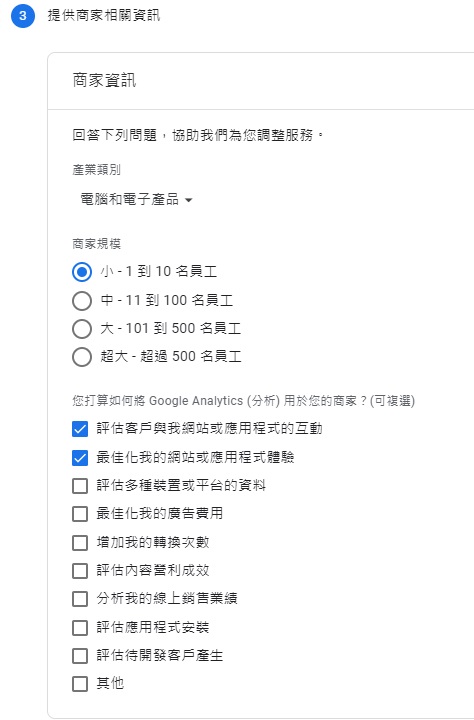 3 提供商家相關資訊
商家資訊
回答下列問題，協助我們為您調整服務。
產業類別
電腦和電子產品
商家規模
小 - 1 到 10 名員工
中 - 11 到 100 名員工
大 - 101 到 500 名員工
超大 - 超過 500 名員工
您打算如何將 Google Analytics (分析) 用於您的商家？(可複選)
評估客戶與我網站或應用程式的互動
最佳化我的網站或應用程式體驗
評估多種裝置或平台的資料
最佳化我的廣告費用
增加我的轉換次數
評估內容營利成效
分析我的線上銷售業績
評估應用程式安裝
評估待開發客戶產生
其他